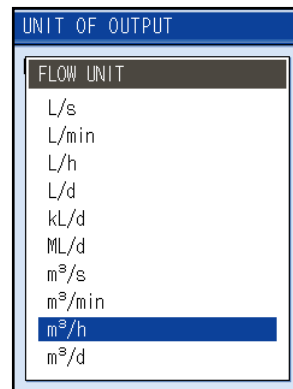 UNIT OF OUTPUT
FLOW UNIT
L/s
L/min
L/h
L/d
kL/d
ML/d
m³/s
m³/min
m³/h
m³/d